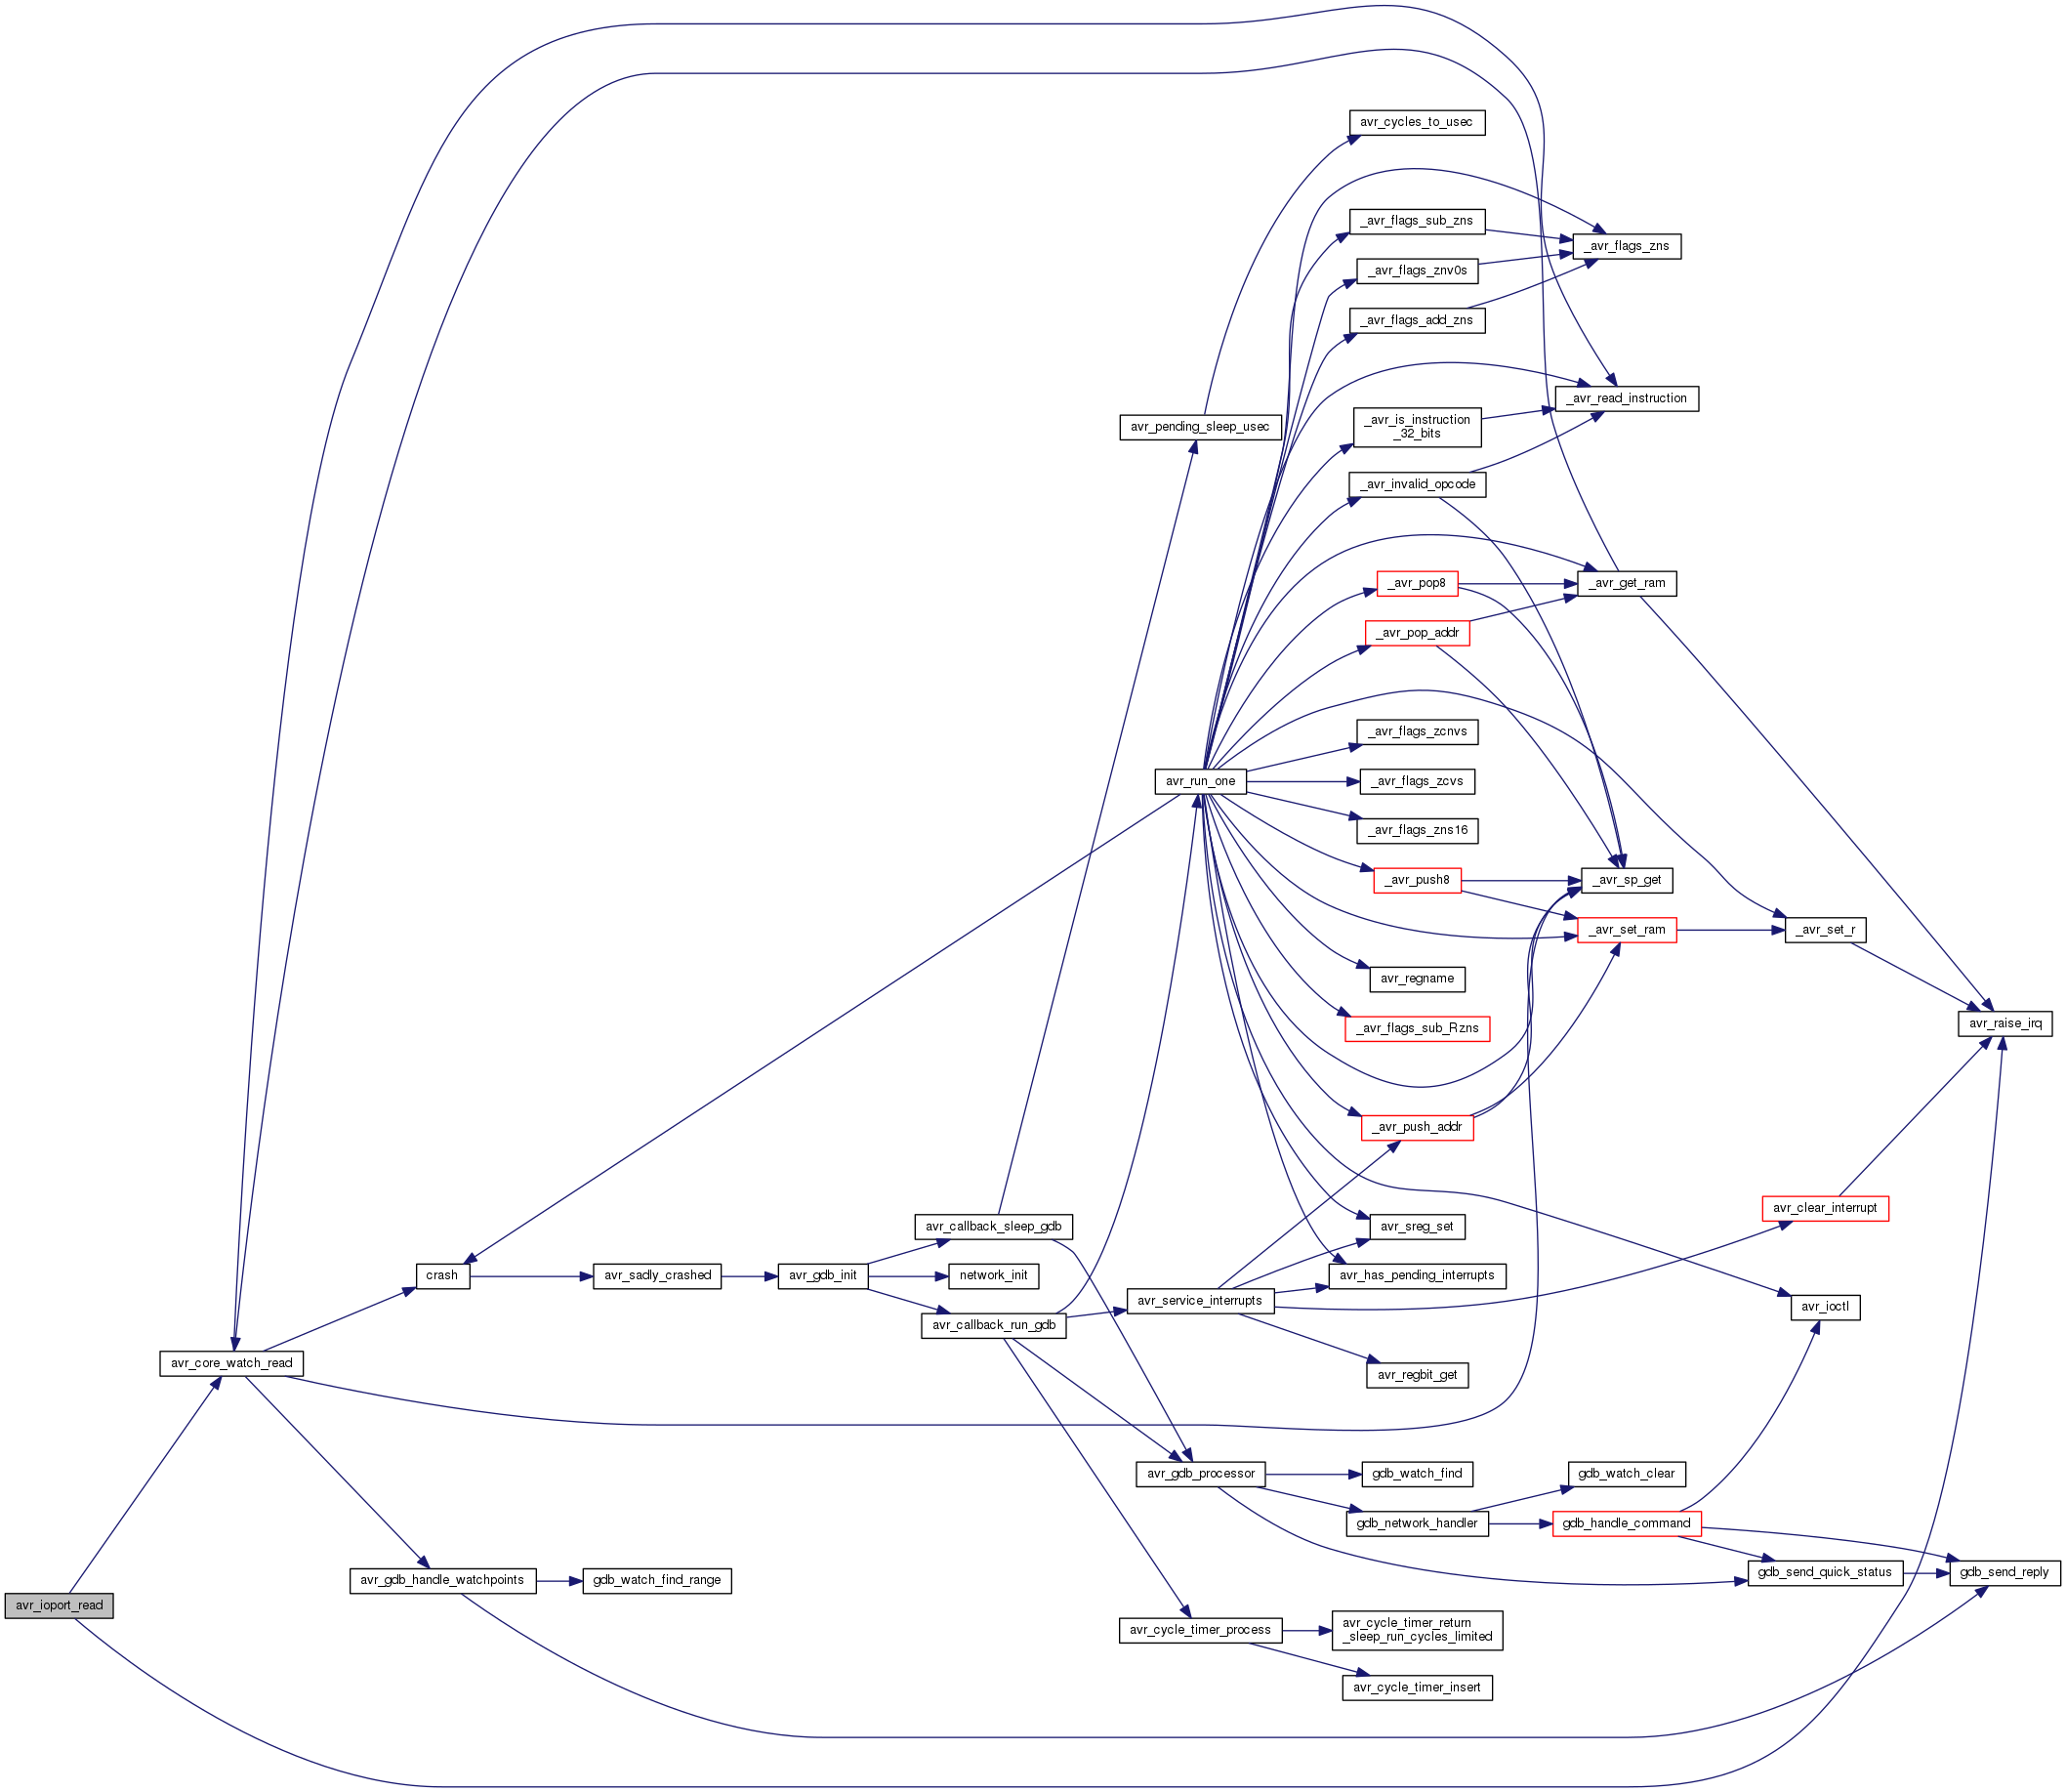 avr_cycles_to_usec
_avr_flags_sub_zns
_avr_flags_zns
_avr_flags_znv0s
_avr_flags_add_zns
_avr_read_instruction
avr_pending_sleep_usec
_avr_is_instruction
_32_bits
_avr_invalid_opcode
_avr_pop8
_avr_get_ram
_avr_pop_addr
_avr_flags_zcnvs
avr_run_one
_avr_flags_zcvs
_avr_flags_zns16
_avr_push8
_avr_sp_get
_avr_set_ram
_avr_set_r
avr_regname
_avr_flags_sub_Rzns
avr_raise_irq
_avr_push_addr
avr_clear_interrupt
avr_callback_sleep_gdb
avr_sreg_set
crash
avr_sadly_crashed
avr_gdb_init
network_init
avr_has_pending_interrupts
avr_service_interrupts
avr_ioctl
avr_callback_run_gdb
avr_core_watch_read
avr_regbit_get
avr_gdb_processor
gdb_watch_find
gdb_watch_clear
gdb_network_handler
gdb_handle_command
avr_gdb_handle_watchpoints
gdb_watch_find_range
gdb_send_quick_status
gdb_send_reply
avr_ioport_read
avr_cycle_timer_process
avr_cycle_timer_return
_sleep_run_cycles_limited
avr_cycle_timer_insert